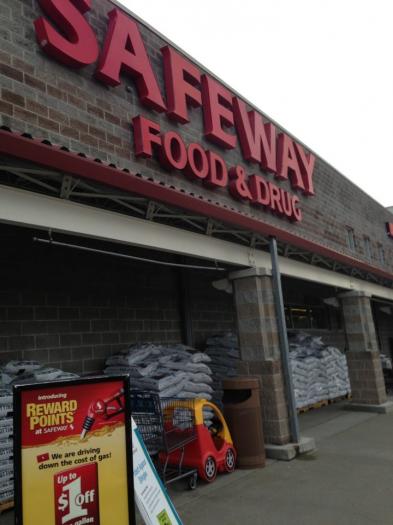 SAFEWAY
FOOD & DRUG
Introducing
REWARD
POINTS
at SAFEWAY
We are driving
down the cost of gas!
Up to
$1 off